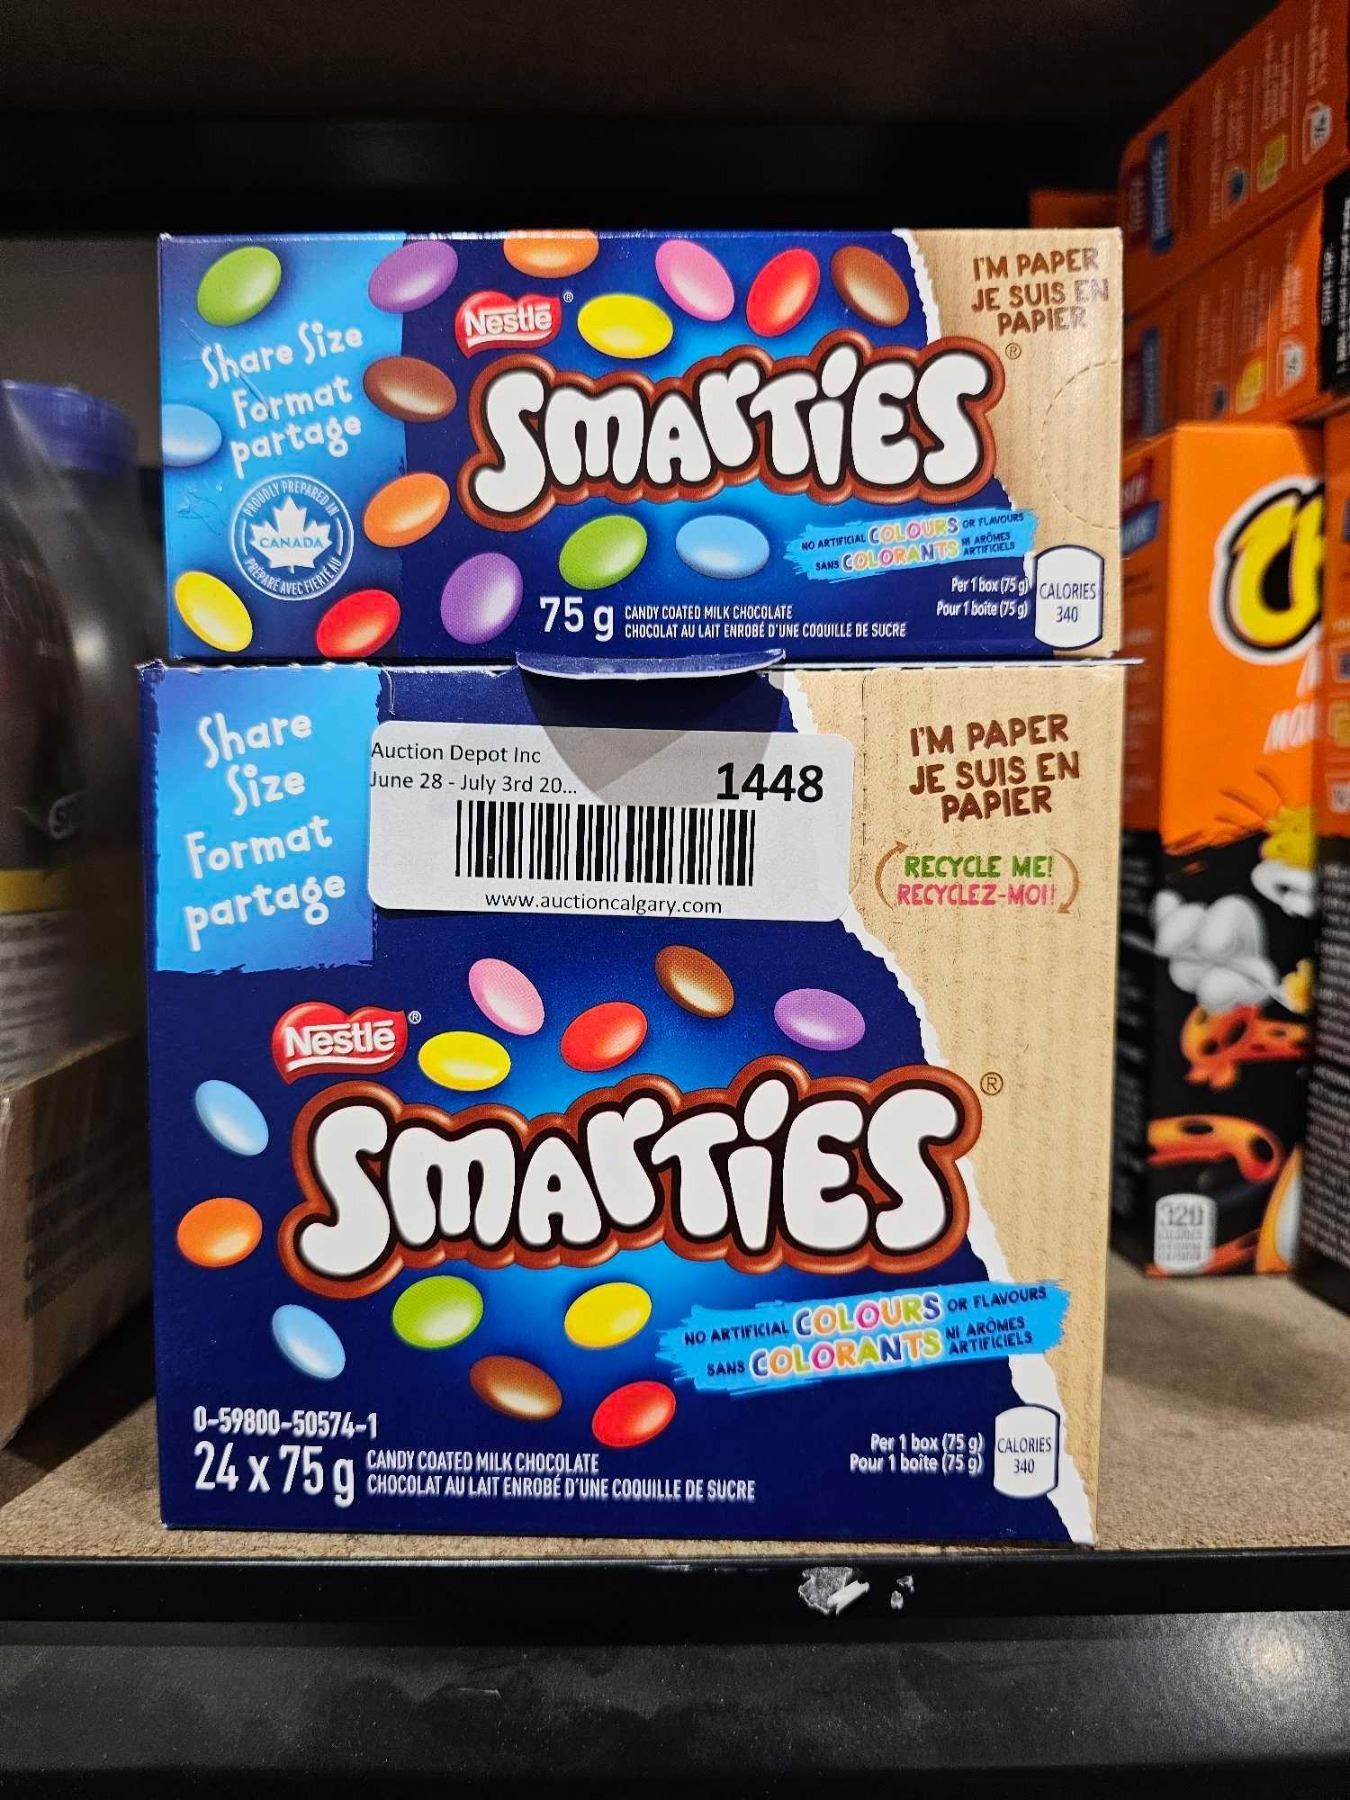 Share Size
Format
partage
PROUDLY PREPARED IN
CANADA
PRÉPARÉ AVEC FIERTÉ AU
Nestlé®
SMARTIES®
I'M PAPER
JE SUIS EN
PAPIER
NO ARTIFICIAL COLOURS OR FLAVOURS
SANS COLORANTS NI ARÔMES ARTIFICIELS
75 g CANDY COATED MILK CHOCOLATE
CHOCOLAT AU LAIT ENROBÉ D'UNE COQUILLE DE SUCRE
Per 1 box (75 g)
Pour 1 boîte (75 g)
CALORIES
340
Share
Size
Format
partage
Auction Depot Inc
June 28 - July 3rd 20...
1448
www.auctioncalgary.com
I'M PAPER
JE SUIS EN
PAPIER
RECYCLE ME!
RECYCLEZ-MOI!
Nestlé®
SMARTIES®
NO ARTIFICIAL COLOURS OR FLAVOURS
SANS COLORANTS NI ARÔMES ARTIFICIELS
0-59800-50574-1
24 x 75 g CANDY COATED MILK CHOCOLATE
CHOCOLAT AU LAIT ENROBÉ D'UNE COQUILLE DE SUCRE
Per 1 box (75 g)
Pour 1 boîte (75 g)
CALORIES
340
320